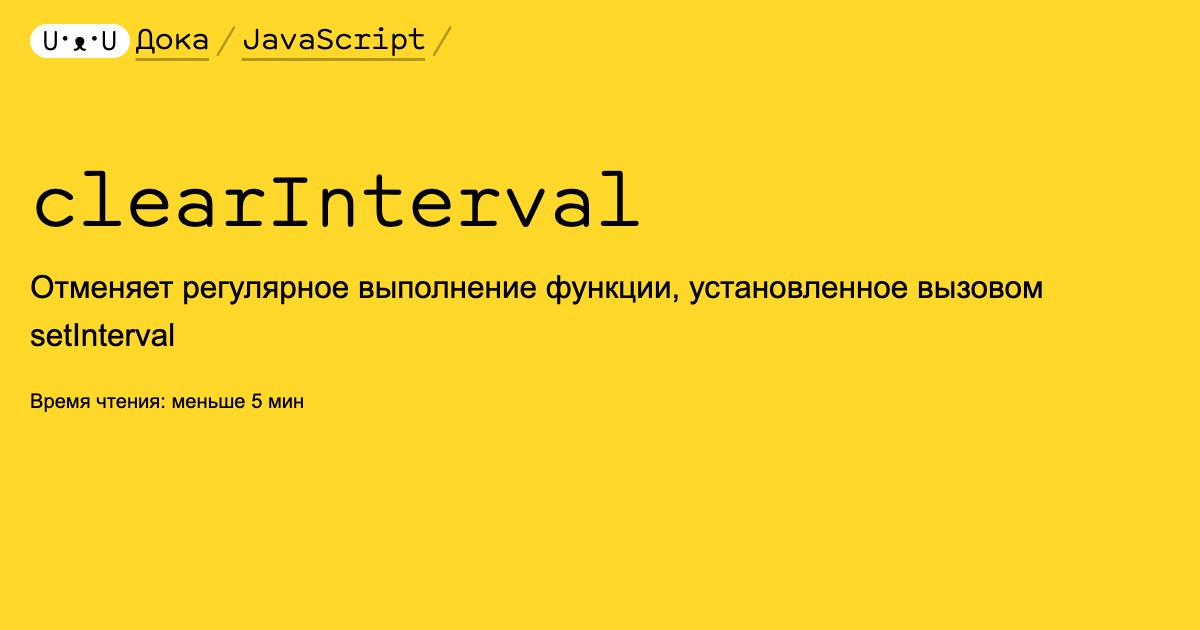 U·ᴥ·U Дока / JavaScript /
clearInterval
Отменяет регулярное выполнение функции, установленное вызовом
setInterval
Время чтения: меньше 5 мин